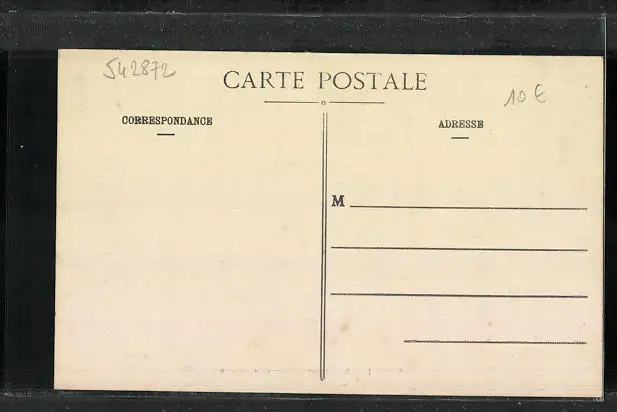 542872
CARTE POSTALE
10 €
CORRESPONDANCE
ADRESSE
M